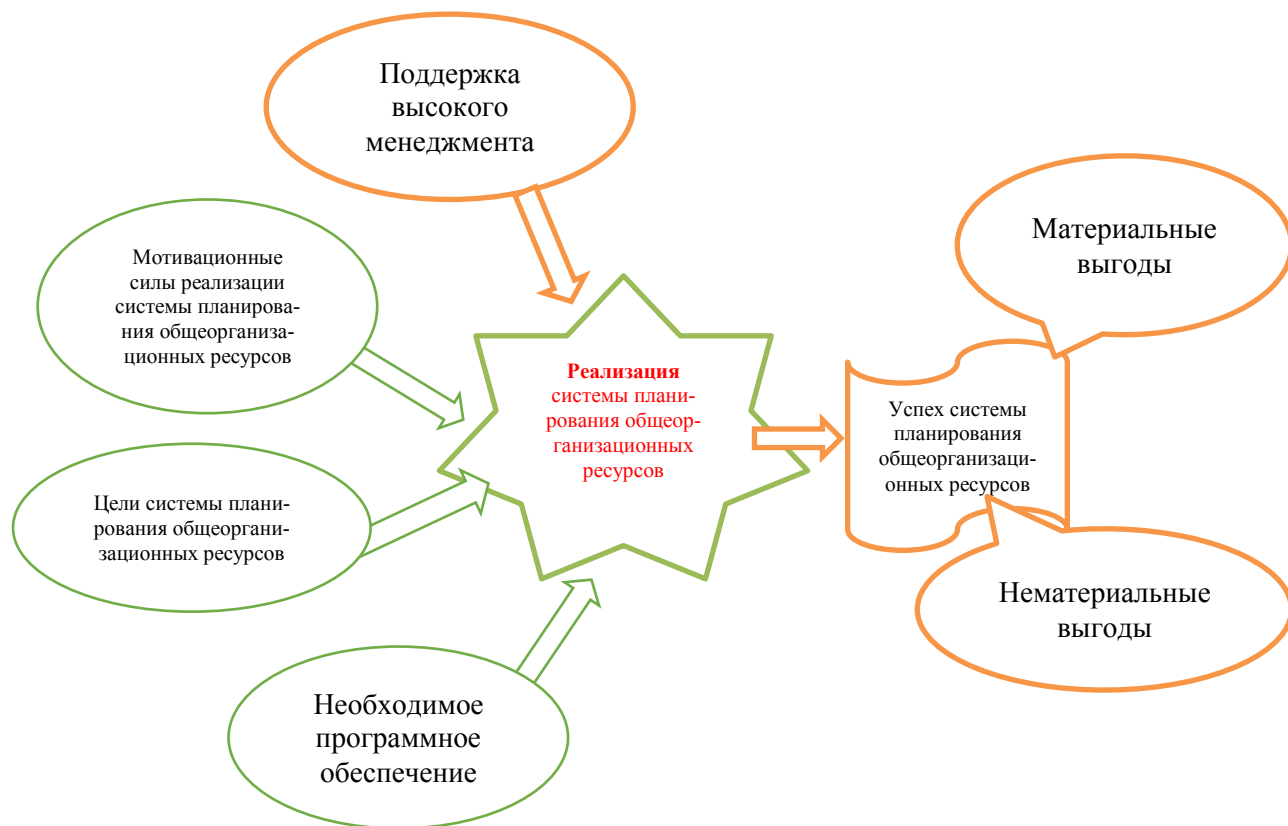 Поддержка
высокого
менеджмента
Мотивационные
силы реализации
системы планирова-
ния общеорганиза-
ционных ресурсов
Цели системы плани-
рования общеоргани-
зационных ресурсов
Необходимое
программное
обеспечение
Реализация
системы плани-
рования общеор-
ганизационных
ресурсов
Успех системы
планирования
общеорганизаци-
онных ресурсов
Материальные
выгоды
Нематериальные
выгоды